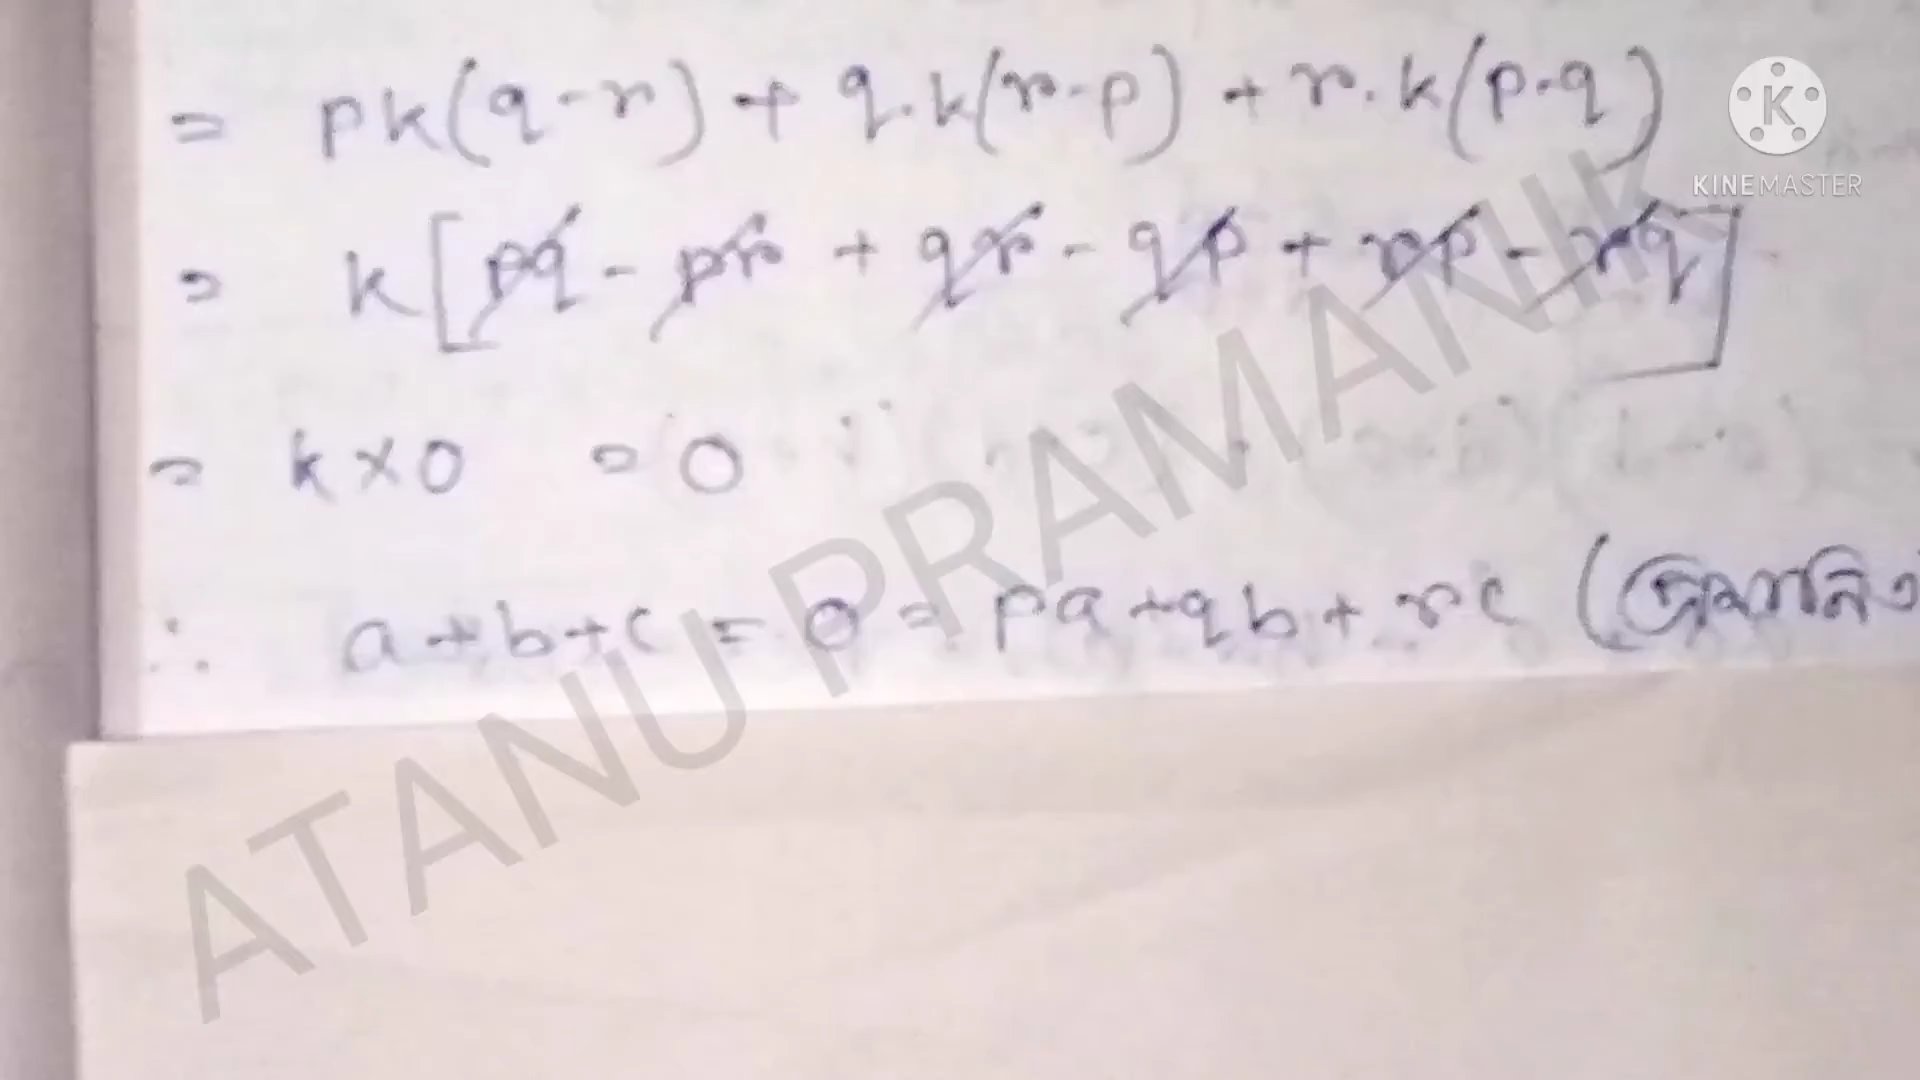 = pk(q-r) + q.k(r-p) + r.k(p-q)
= k[pq - pr + qr - qp + rp - rq]
= k×0 = 0
∴ a+b+c = 0 = pa+qb+rc (প্রমাণিত
K
KINEMASTER
ATANU PRAMANIK